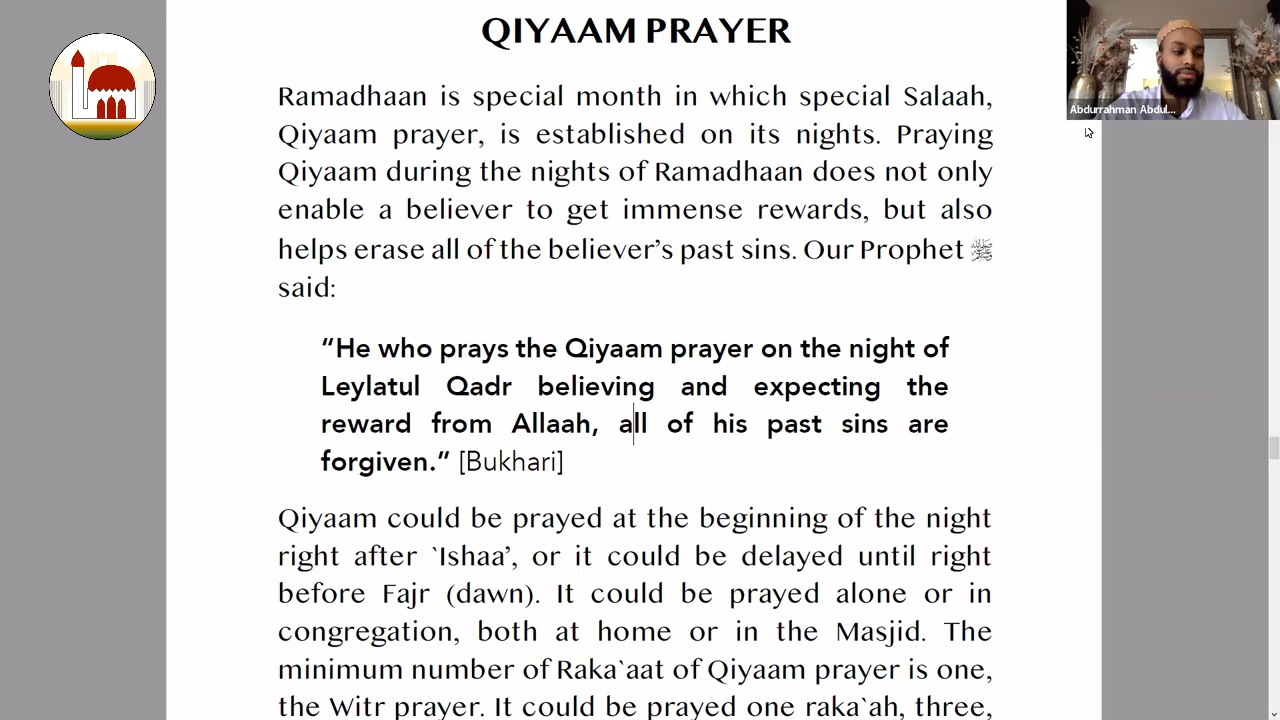 QIYAAM PRAYER
Ramadhaan is special month in which special Salaah,
Qiyaam prayer, is established on its nights. Praying
Qiyaam during the nights of Ramadhaan does not only
enable a believer to get immense rewards, but also
helps erase all of the believer’s past sins. Our Prophet ﷺ
said:
“He who prays the Qiyaam prayer on the night of
Leylatul Qadr believing and expecting the
reward from Allaah, all of his past sins are
forgiven.” [Bukhari]
Qiyaam could be prayed at the beginning of the night
right after `Ishaa’, or it could be delayed until right
before Fajr (dawn). It could be prayed alone or in
congregation, both at home or in the Masjid. The
minimum number of Raka`aat of Qiyaam prayer is one,
the Witr prayer. It could be prayed one raka`ah, three,
Abdurrahman Abdul...